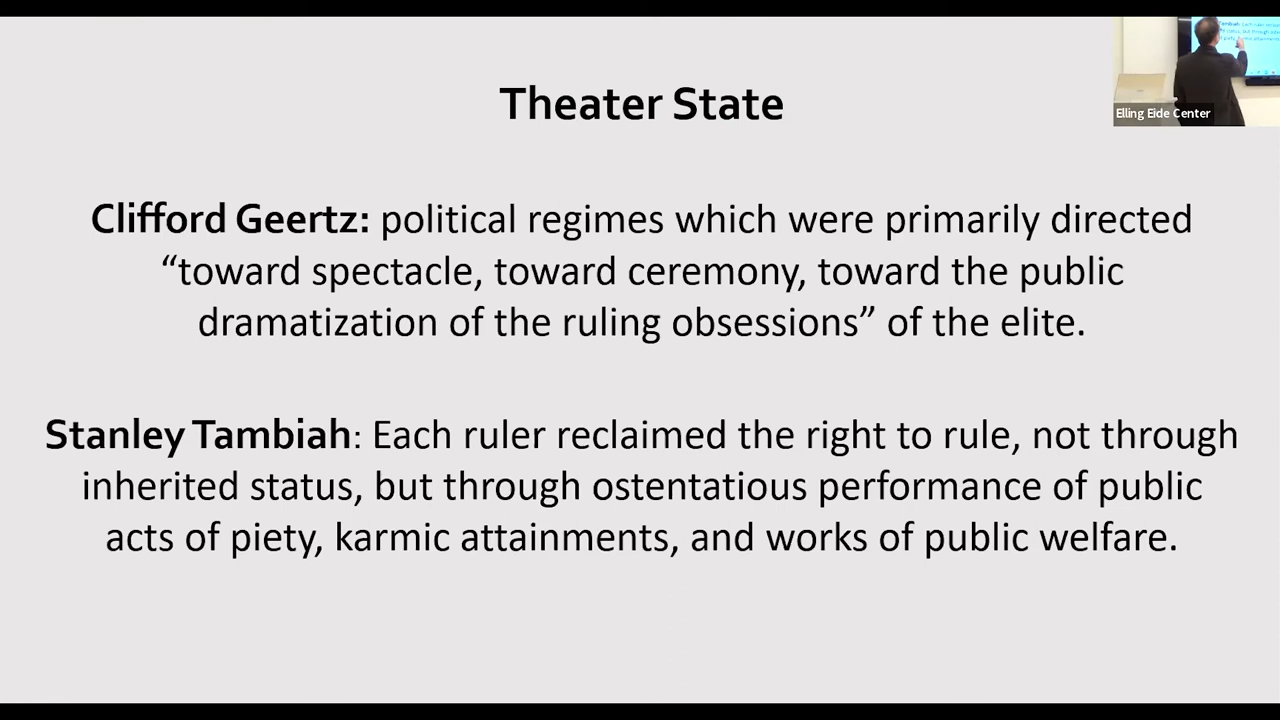 Theater State
Clifford Geertz: political regimes which were primarily directed
“toward spectacle, toward ceremony, toward the public
dramatization of the ruling obsessions” of the elite.
Stanley Tambiah: Each ruler reclaimed the right to rule, not through
inherited status, but through ostentatious performance of public
acts of piety, karmic attainments, and works of public welfare.
Elling Eide Center